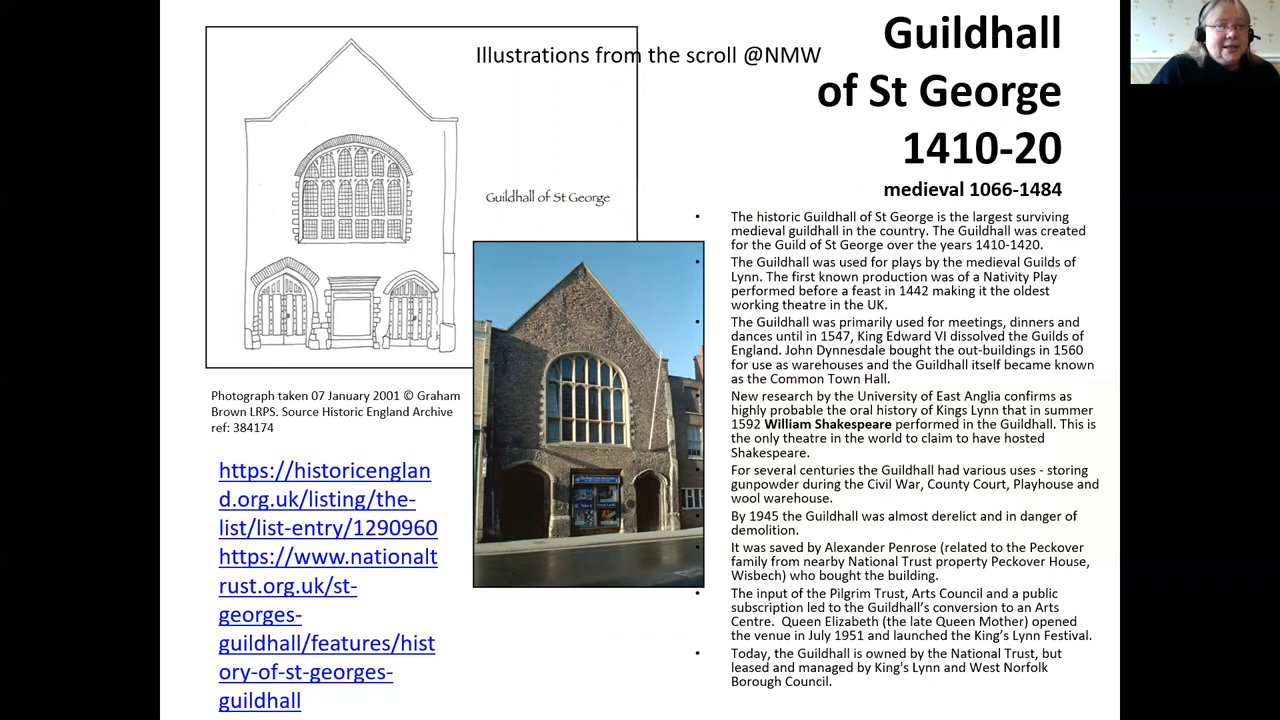 Illustrations from the scroll @NMW
Guildhall
of St George
1410-20
medieval 1066-1484
Guildhall of St George
Photograph taken 07 January 2001 © Graham
Brown LRPS. Source Historic England Archive
ref: 384174
https://historicenglan
d.org.uk/listing/the-
list/list-entry/1290960
https://www.nationalt
rust.org.uk/st-
georges-
guildhall/features/hist
ory-of-st-georges-
guildhall
• The historic Guildhall of St George is the largest surviving
medieval guildhall in the country. The Guildhall was created
for the Guild of St George over the years 1410-1420.
• The Guildhall was used for plays by the medieval Guilds of
Lynn. The first known production was of a Nativity Play
performed before a feast in 1442 making it the oldest
working theatre in the UK.
• The Guildhall was primarily used for meetings, dinners and
dances until in 1547, King Edward VI dissolved the Guilds of
England. John Dynnesdale bought the out-buildings in 1560
for use as warehouses and the Guildhall itself became known
as the Common Town Hall.
• New research by the University of East Anglia confirms as
highly probable the oral history of Kings Lynn that in summer
1592 William Shakespeare performed in the Guildhall. This is
the only theatre in the world to claim to have hosted
Shakespeare.
• For several centuries the Guildhall had various uses - storing
gunpowder during the Civil War, County Court, Playhouse and
wool warehouse.
• By 1945 the Guildhall was almost derelict and in danger of
demolition.
• It was saved by Alexander Penrose (related to the Peckover
family from nearby National Trust property Peckover House,
Wisbech) who bought the building.
• The input of the Pilgrim Trust, Arts Council and a public
subscription led to the Guildhall’s conversion to an Arts
Centre.  Queen Elizabeth (the late Queen Mother) opened
the venue in July 1951 and launched the King’s Lynn Festival.
• Today, the Guildhall is owned by the National Trust, but
leased and managed by King's Lynn and West Norfolk
Borough Council.